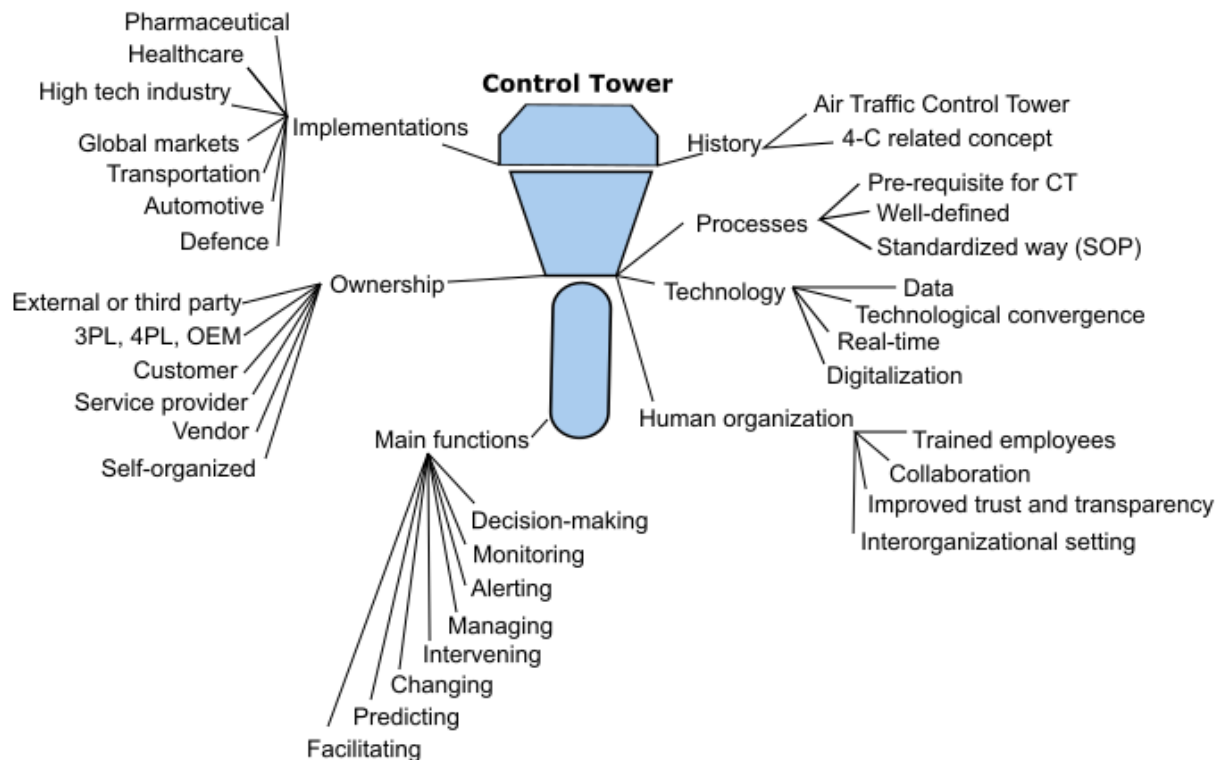 Control Tower
Implementations
Pharmaceutical
Healthcare
High tech industry
Global markets
Transportation
Automotive
Defence
History
Air Traffic Control Tower
4-C related concept
Processes
Pre-requisite for CT
Well-defined
Standardized way (SOP)
Ownership
External or third party
3PL, 4PL, OEM
Customer
Service provider
Vendor
Self-organized
Technology
Data
Technological convergence
Real-time
Digitalization
Human organization
Trained employees
Collaboration
Improved trust and transparency
Interorganizational setting
Main functions
Decision-making
Monitoring
Alerting
Managing
Intervening
Changing
Predicting
Facilitating